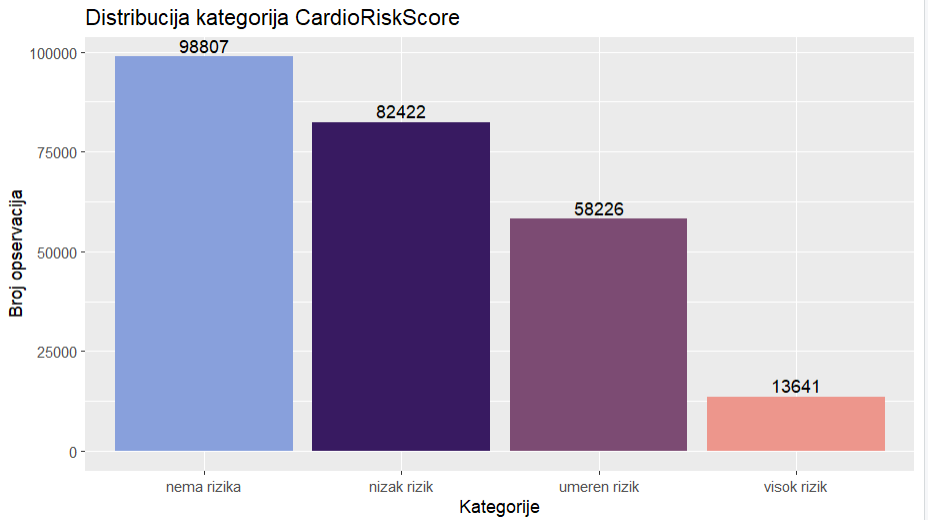 Distribucija kategorija CardioRiskScore
98807
82422
58226
13641
100000
75000
50000
25000
0
Broj opservacija
nema rizika
nizak rizik
umeren rizik
visok rizik
Kategorije